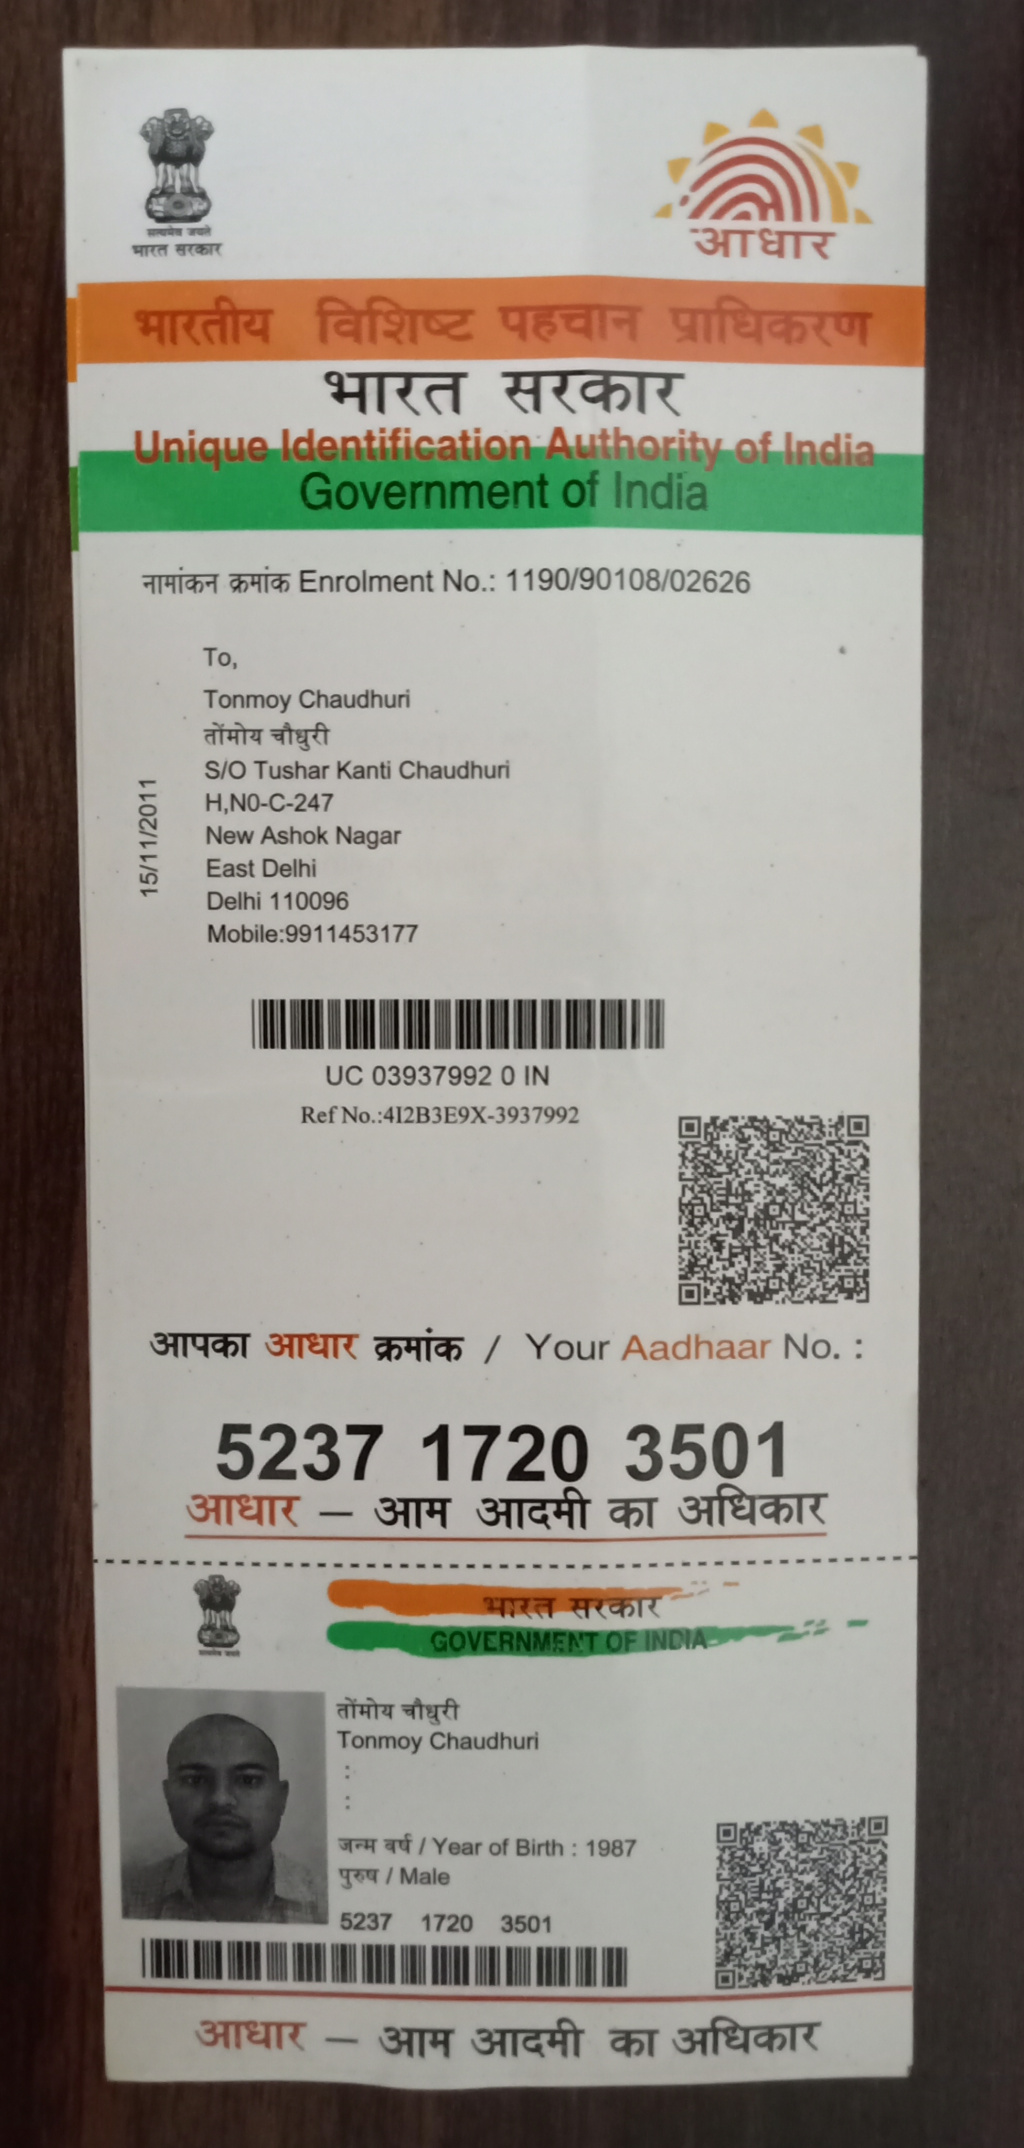 सत्यमेव जयते
भारत सरकार
आधार
भारतीय विशिष्ट पहचान प्राधिकरण
भारत सरकार
Unique Identification Authority of India
Government of India
नामांकन क्रमांक Enrolment No.: 1190/90108/02626
To,
Tonmoy Chaudhuri
तोंमोय चौधुरी
S/O Tushar Kanti Chaudhuri
H,N0-C-247
New Ashok Nagar
East Delhi
Delhi 110096
Mobile:9911453177
15/11/2011
UC 03937992 0 IN
Ref No.:4I2B3E9X-3937992
आपका आधार क्रमांक / Your Aadhaar No. :
5237 1720 3501
आधार – आम आदमी का अधिकार
सत्यमेव जयते
भारत सरकार
GOVERNMENT OF INDIA
तोंमोय चौधुरी
Tonmoy Chaudhuri
:
:
जन्म वर्ष / Year of Birth : 1987
पुरुष / Male
5237 1720 3501
आधार – आम आदमी का अधिकार